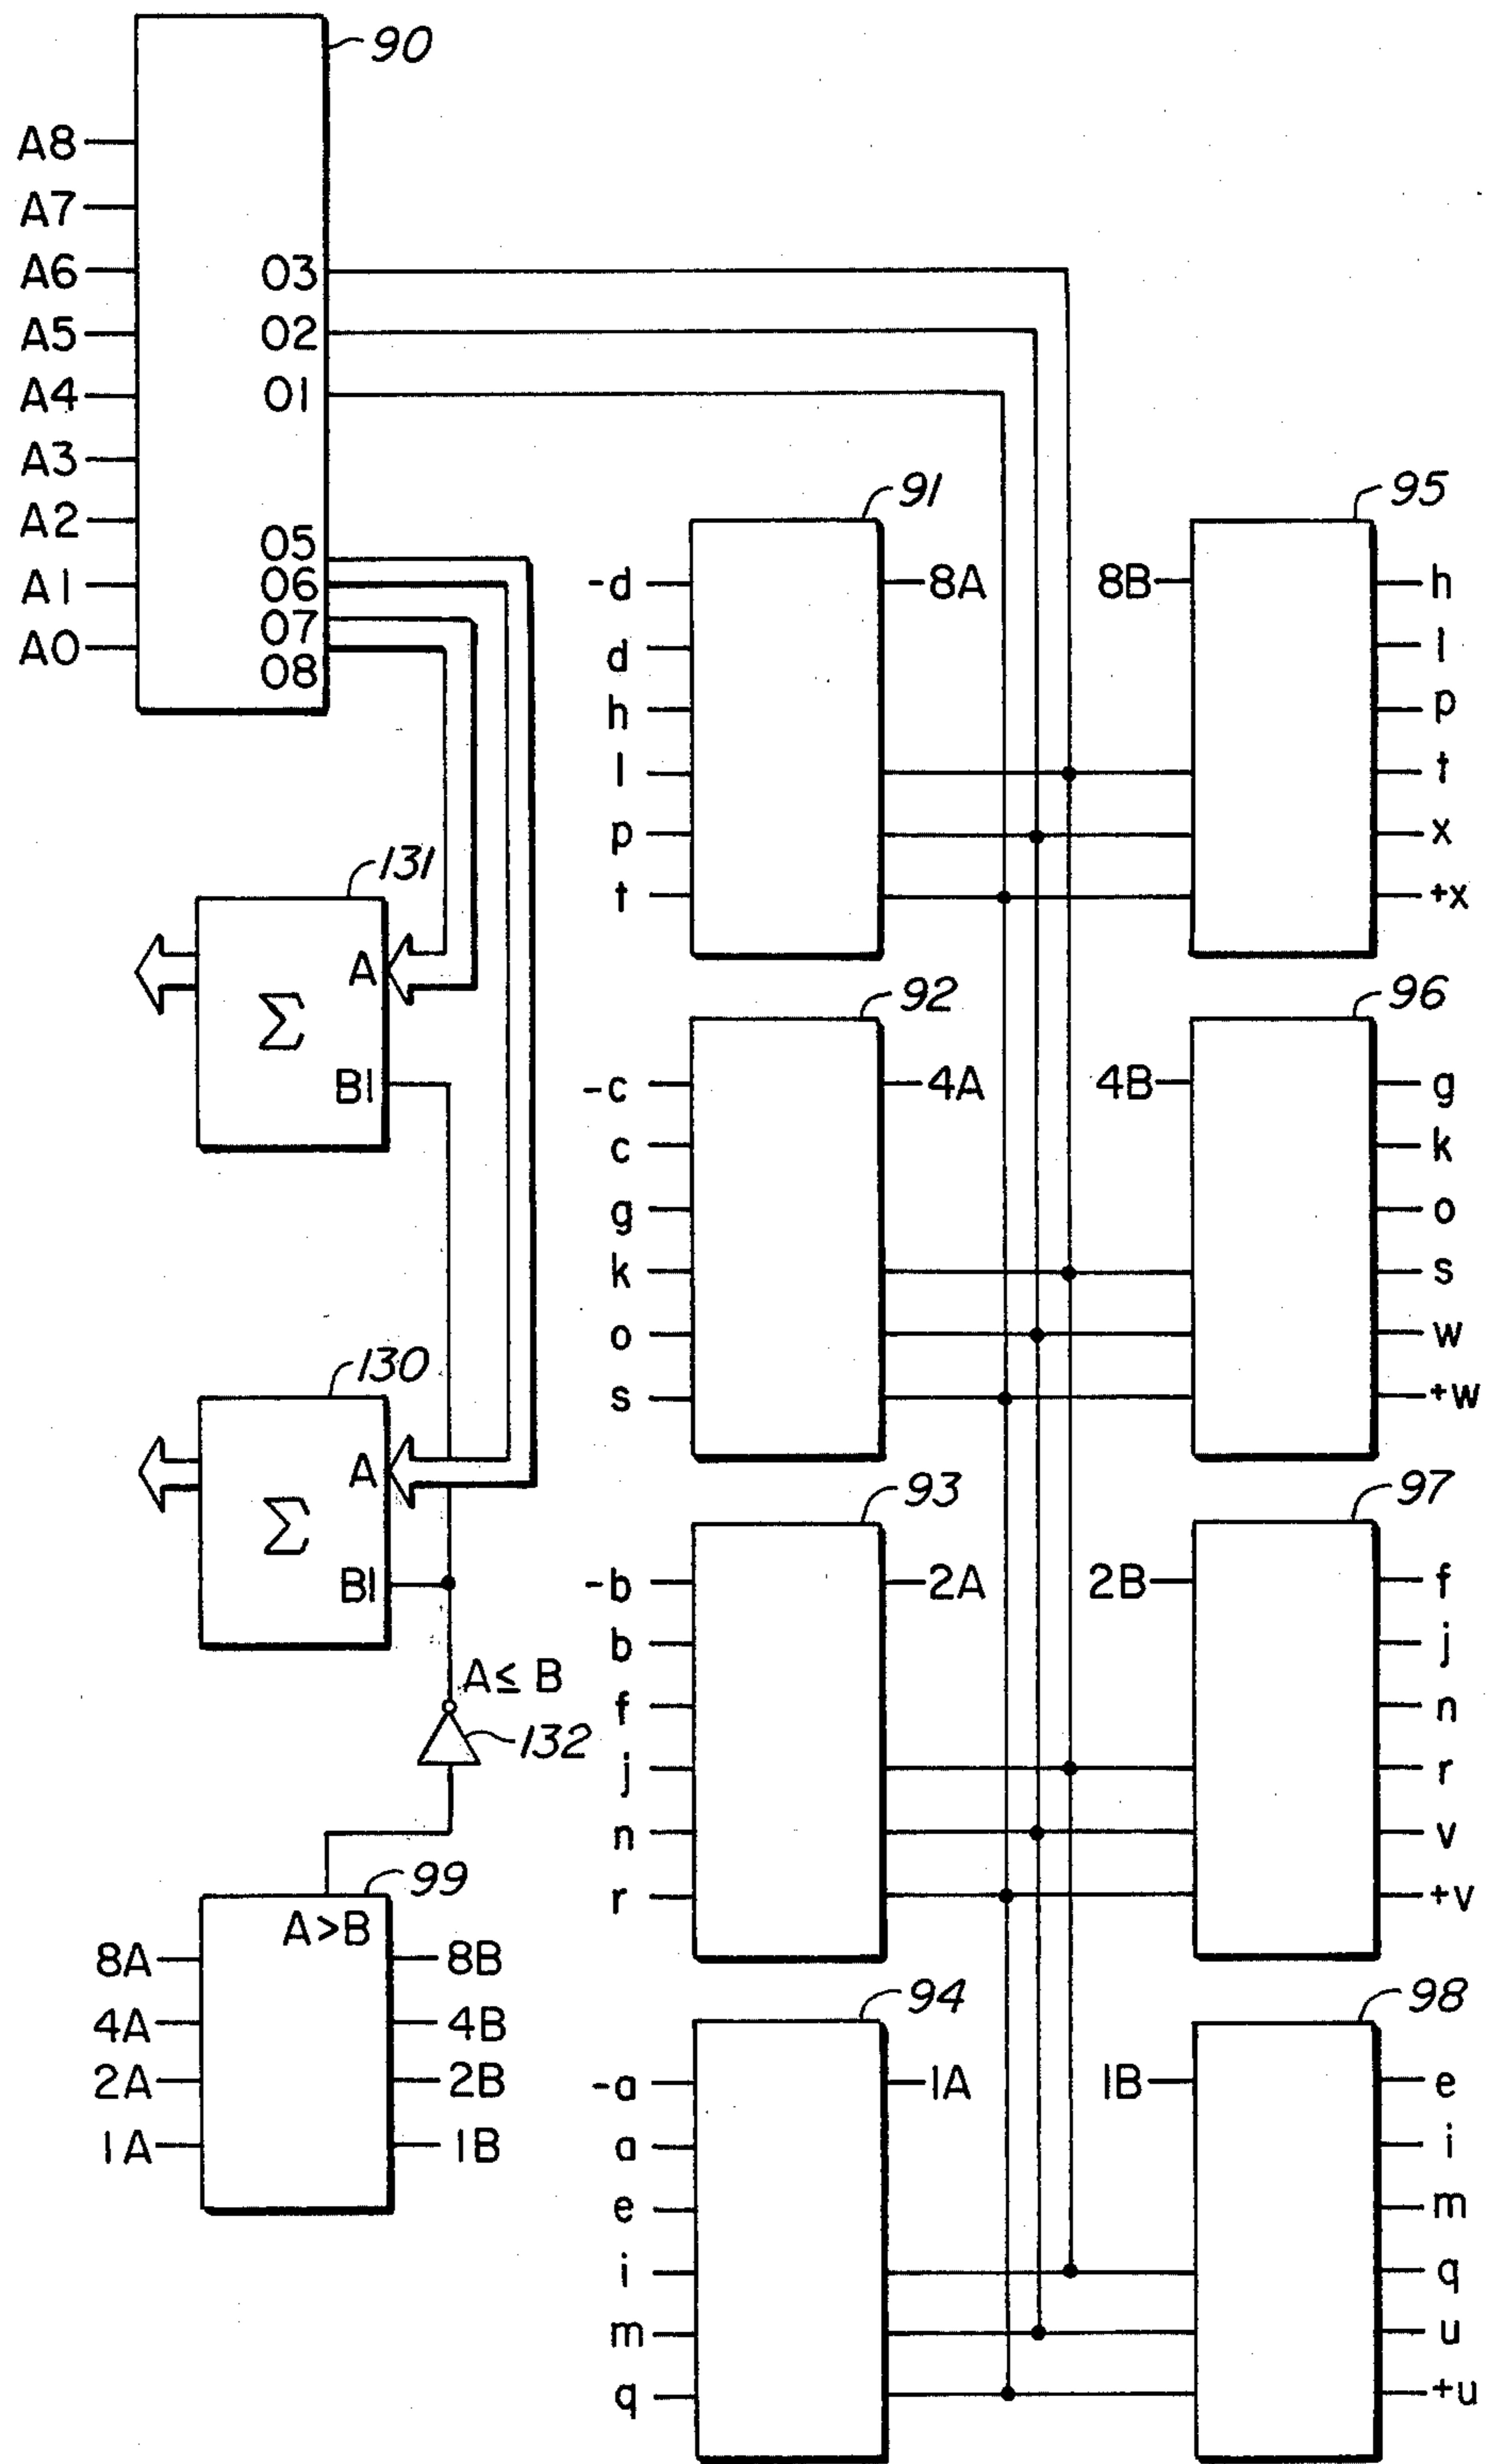 90
A8
A7
A6 O3
A5 O2
A4 O1
A3
A2
O5
A1 O6
O7
A0 O8
91 95
-d 8A 8B h
d l
h p
l t
p x
t +x
131
A
Σ
B1
92 96
-c 4A 4B g
c k
g o
k s
o w
s +w
130
A
Σ
B1
A ≤ B
132
93 97
-b 2A 2B f
b j
f n
j r
n v
r +v
99
A>B
8A 8B
4A 4B
2A 2B
1A 1B
94 98
-a 1A 1B e
a i
e m
i q
m u
q +u